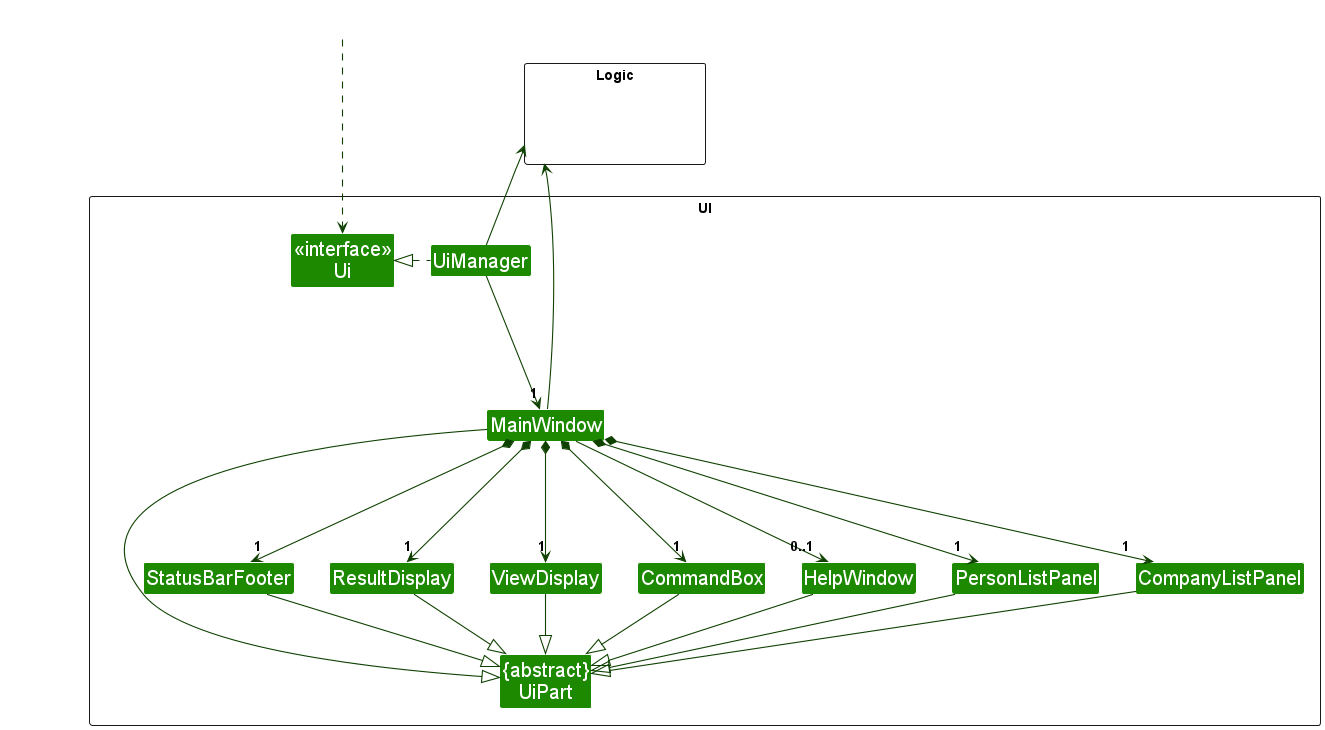 Logic
UI
«interface»
Ui
UiManager
1
MainWindow
1
1
1
1
0..1
1
1
StatusBarFooter
ResultDisplay
ViewDisplay
CommandBox
HelpWindow
PersonListPanel
CompanyListPanel
{abstract}
UiPart